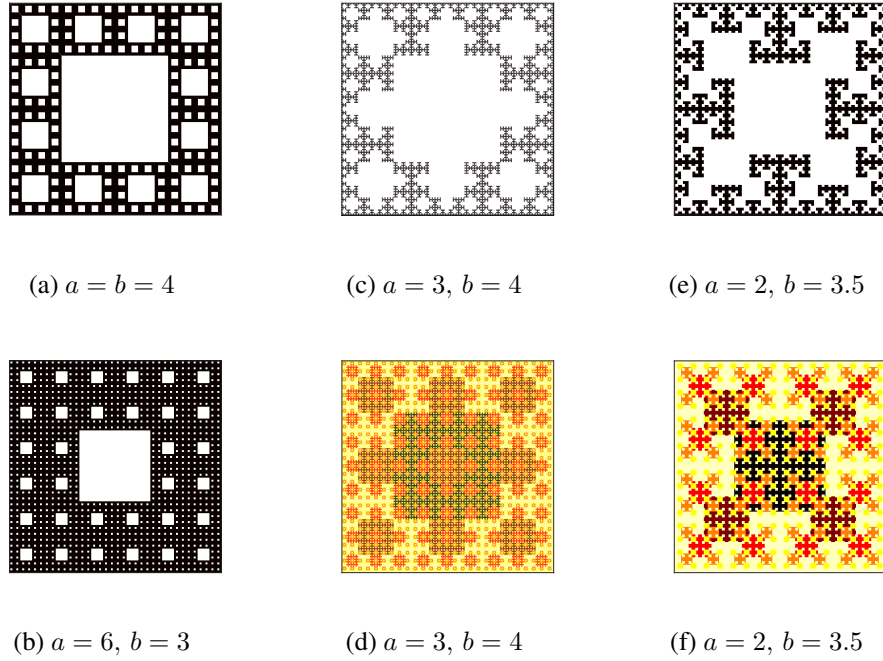 (a) a = b = 4
(c) a = 3, b = 4
(e) a = 2, b = 3.5
(b) a = 6, b = 3
(d) a = 3, b = 4
(f) a = 2, b = 3.5